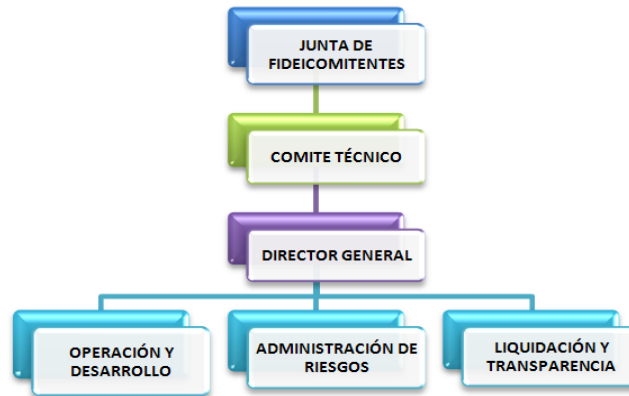 JUNTA DE
FIDEICOMITENTES
COMITE TÉCNICO
DIRECTOR GENERAL
OPERACIÓN Y
DESARROLLO
ADMINISTRACIÓN DE
RIESGOS
LIQUIDACIÓN Y
TRANSPARENCIA